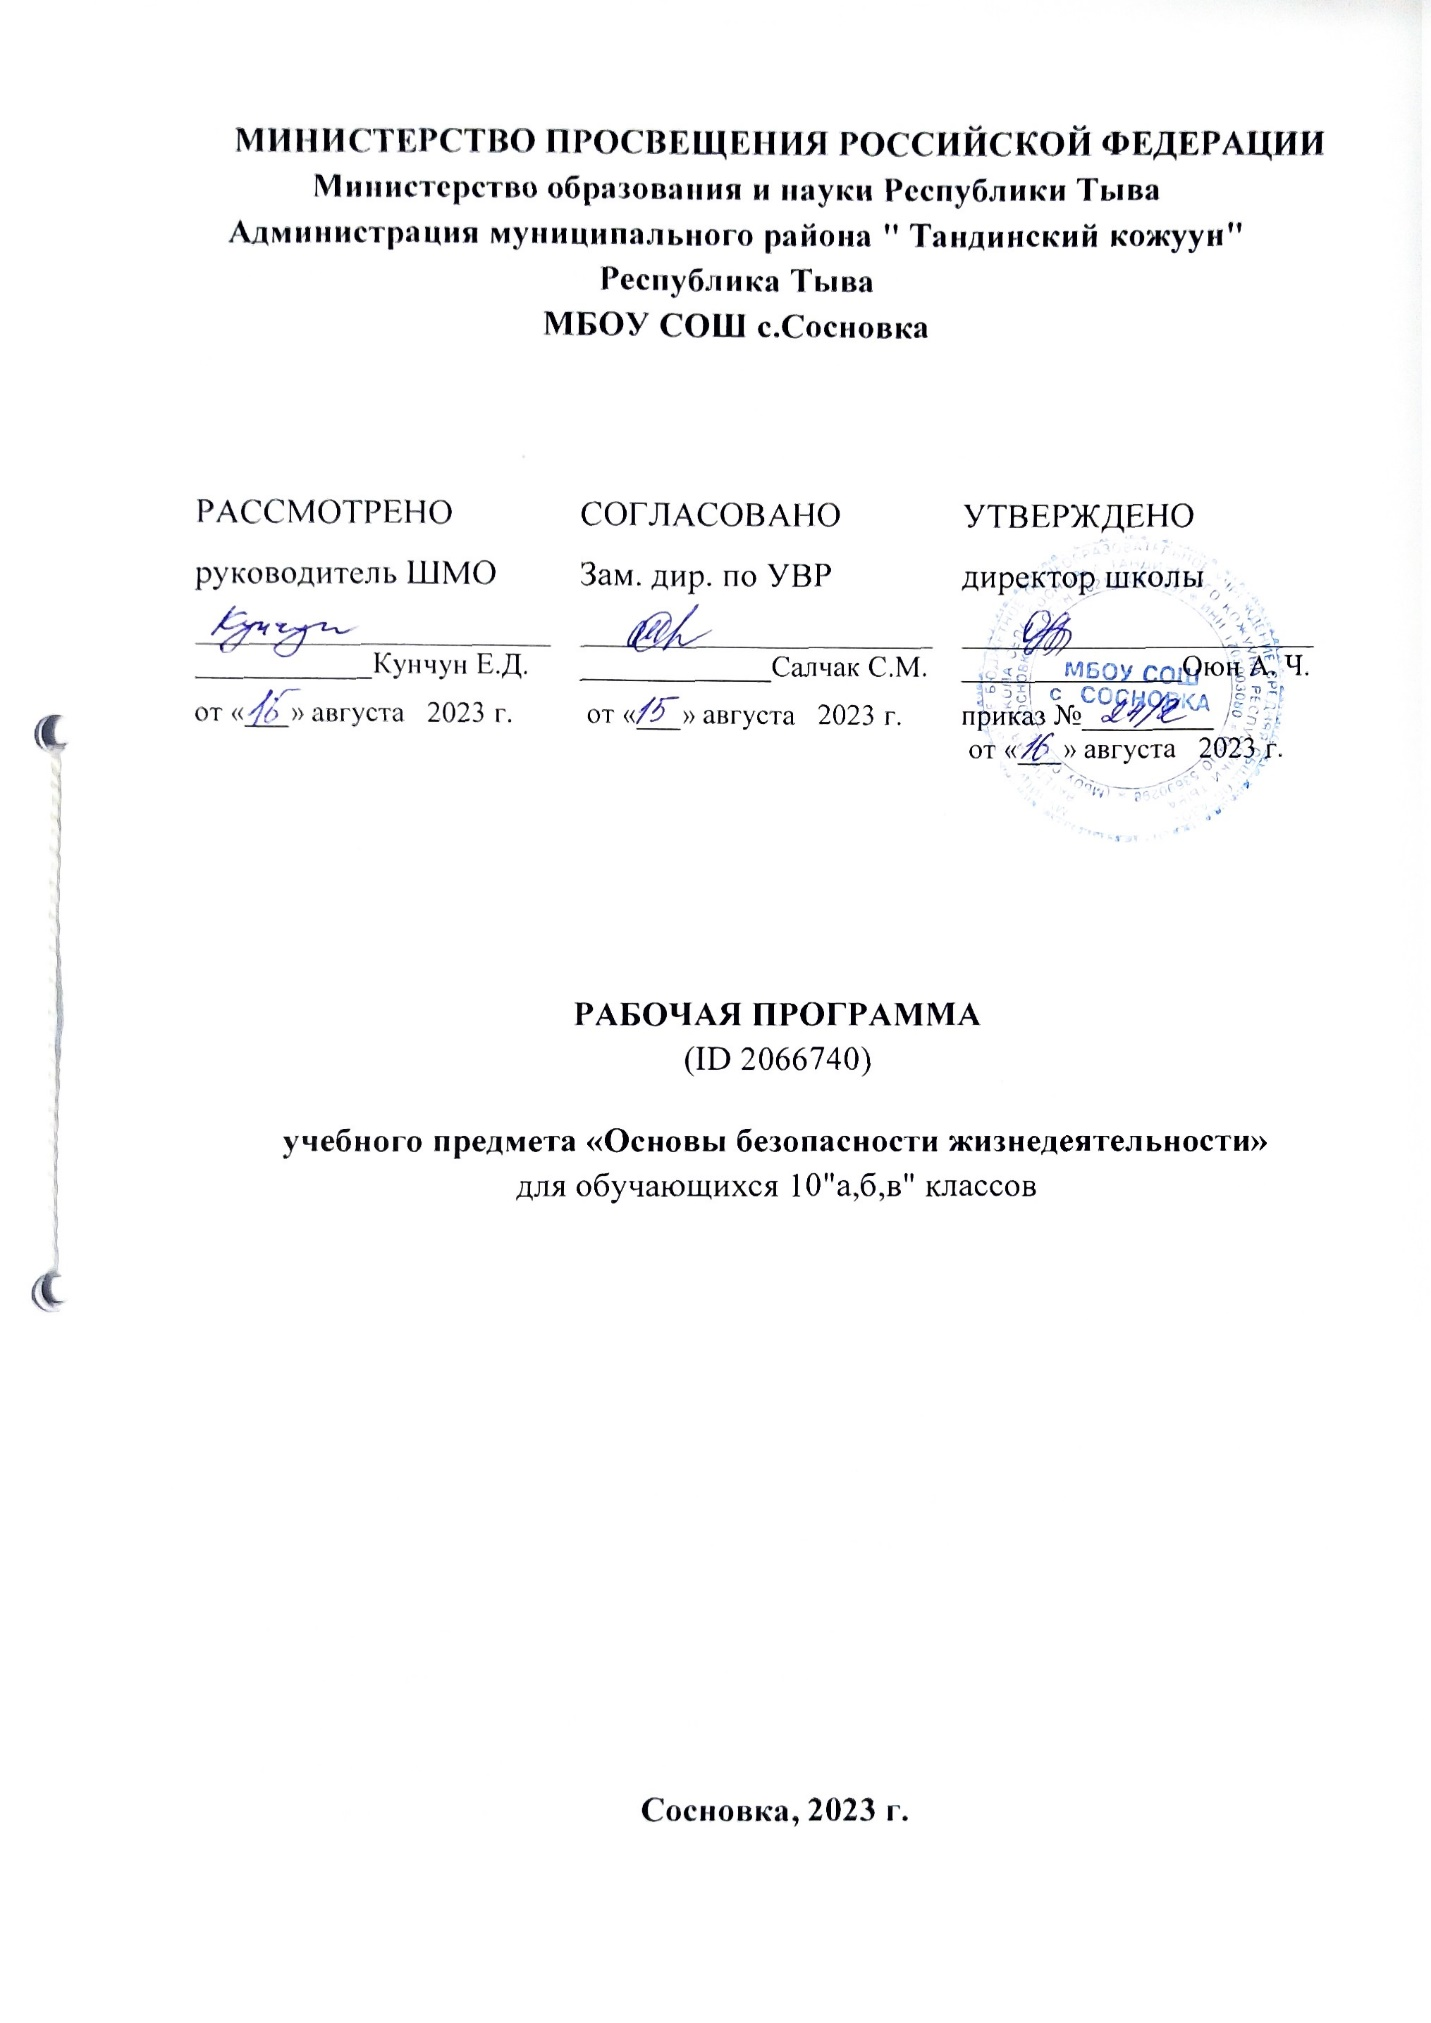 МИНИСТЕРСТВО ПРОСВЕЩЕНИЯ РОССИЙСКОЙ ФЕДЕРАЦИИ
Министерство образования и науки Республики Тыва
Администрация муниципального района " Тандинский кожуун"
Республика Тыва
МБОУ СОШ с.Сосновка
РАССМОТРЕНО
руководитель ШМО
Кунчун
Кунчун Е.Д.
от «16» августа 2023 г.
СОГЛАСОВАНО
Зам. дир. по УВР
Салчак С.М.
от «15» августа 2023 г.
УТВЕРЖДЕНО
директор школы
Оюн А. Ч.
приказ №
от «16» августа 2023 г.
МБОУ СОШ
с СОСНОВКА
РАБОЧАЯ ПРОГРАММА
(ID 2066740)
учебного предмета «Основы безопасности жизнедеятельности»
для обучающихся 10"а,б,в" классов
Сосновка, 2023 г.